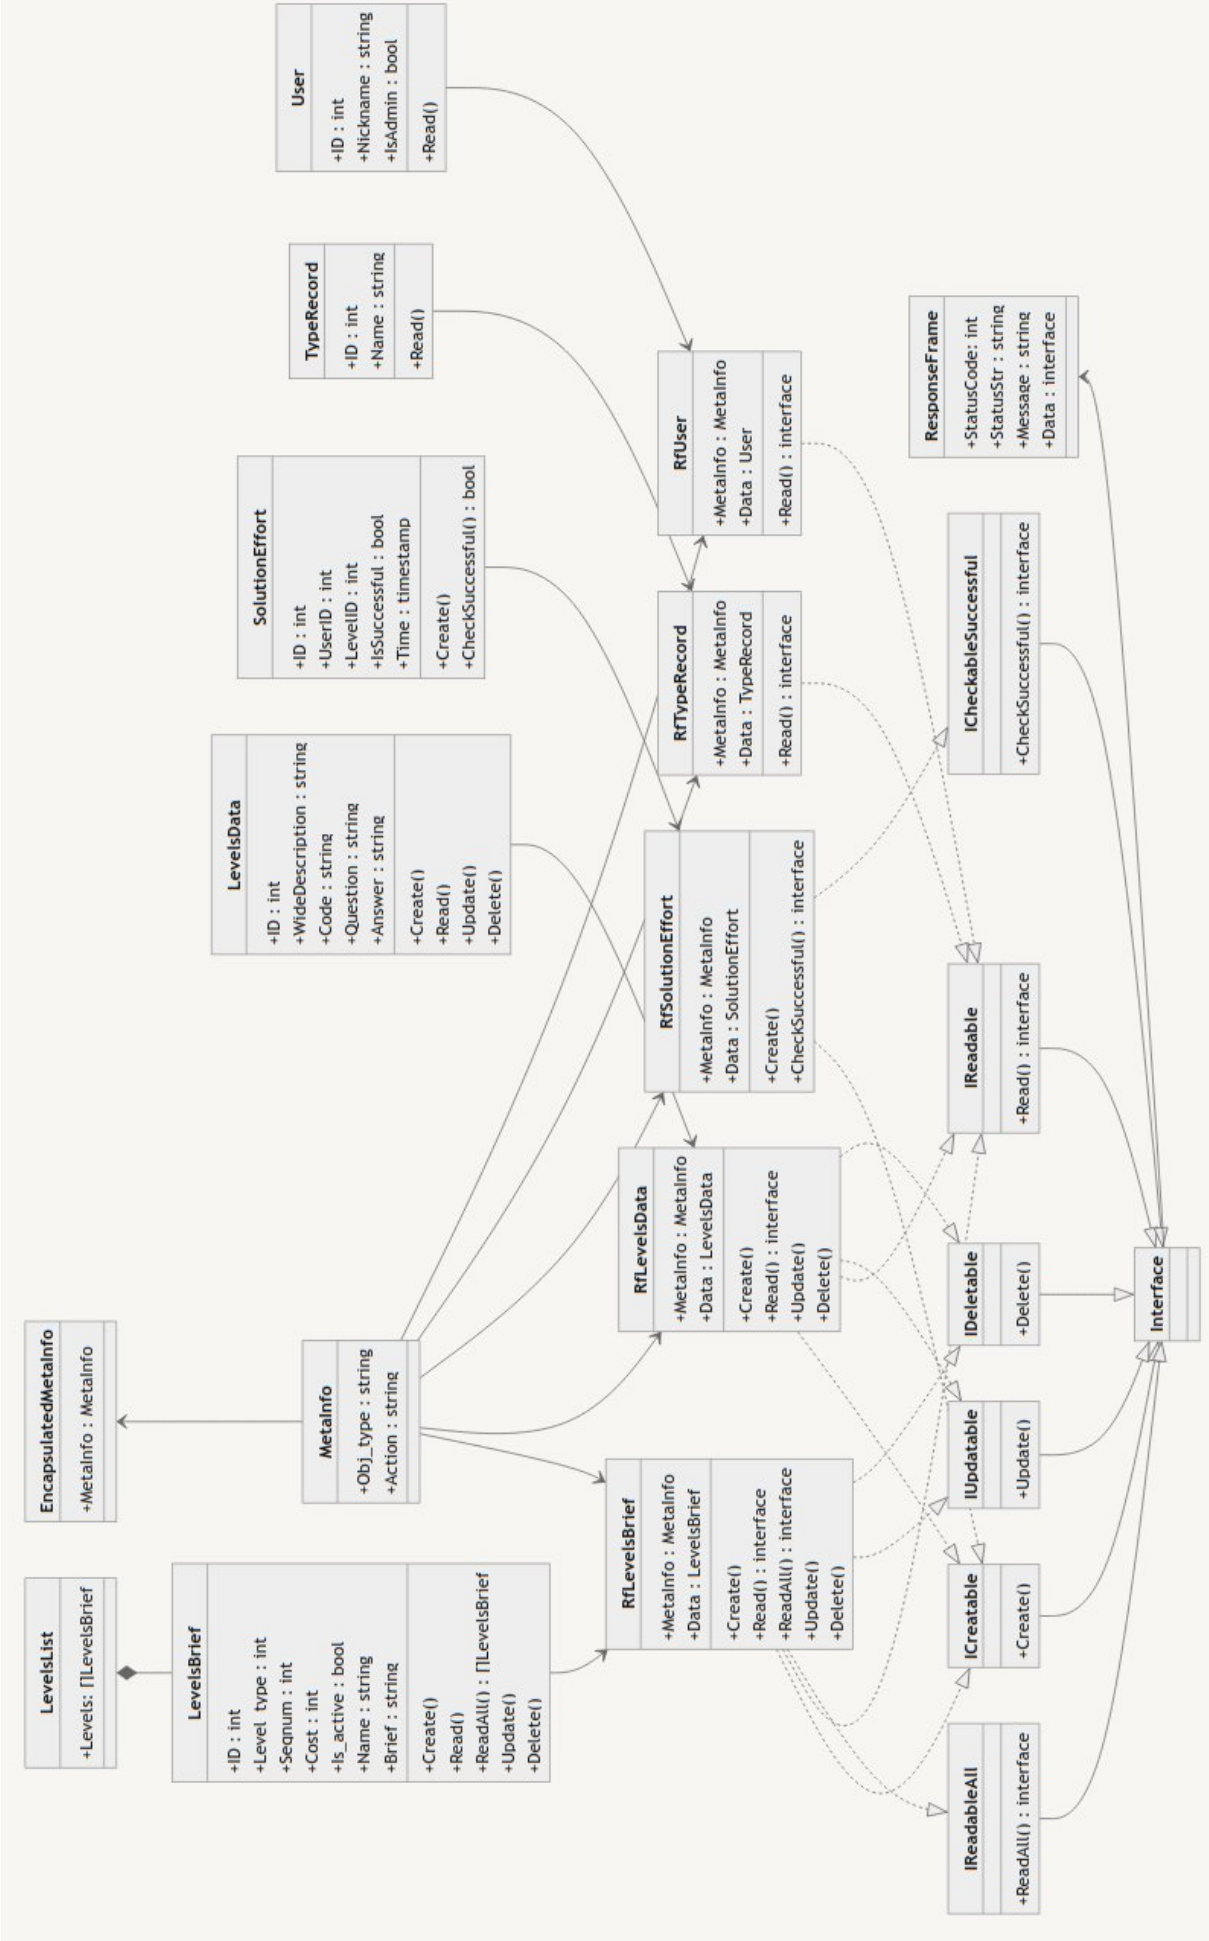 LevelsList
+Levels: []LevelsBrief
EncapsulatedMetaInfo
+MetaInfo : MetaInfo
LevelsBrief
+ID : int
+Level_type : int
+Seqnum : int
+Cost : int
+Is_active : bool
+Name : string
+Brief : string
+Create()
+Read()
+ReadAll() : []LevelsBrief
+Update()
+Delete()
MetaInfo
+Obj_type : string
+Action : string
LevelsData
+ID : int
+WideDescription : string
+Code : string
+Question : string
+Answer : string
+Create()
+Read()
+Update()
+Delete()
SolutionEffort
+ID : int
+UserID : int
+LevelID : int
+IsSuccessful : bool
+Time : timestamp
+Create()
+CheckSuccessful() : bool
TypeRecord
+ID : int
+Name : string
+Read()
User
+ID : int
+Nickname : string
+IsAdmin : bool
+Read()
RfLevelsBrief
+MetaInfo : MetaInfo
+Data : LevelsBrief
+Create()
+Read() : interface
+ReadAll() : interface
+Update()
+Delete()
RfLevelsData
+MetaInfo : MetaInfo
+Data : LevelsData
+Create()
+Read() : interface
+Update()
+Delete()
RfSolutionEffort
+MetaInfo : MetaInfo
+Data : SolutionEffort
+Create()
+CheckSuccessful() : interface
RfTypeRecord
+MetaInfo : MetaInfo
+Data : TypeRecord
+Read() : interface
RfUser
+MetaInfo : MetaInfo
+Data : User
+Read() : interface
IReadableAll
+ReadAll() : interface
ICreatable
+Create()
IUpdatable
+Update()
IDeletable
+Delete()
IReadable
+Read() : interface
ICheckableSuccessful
+CheckSuccessful() : interface
ResponseFrame
+StatusCode: int
+StatusStr : string
+Message : string
+Data : interface
Interface